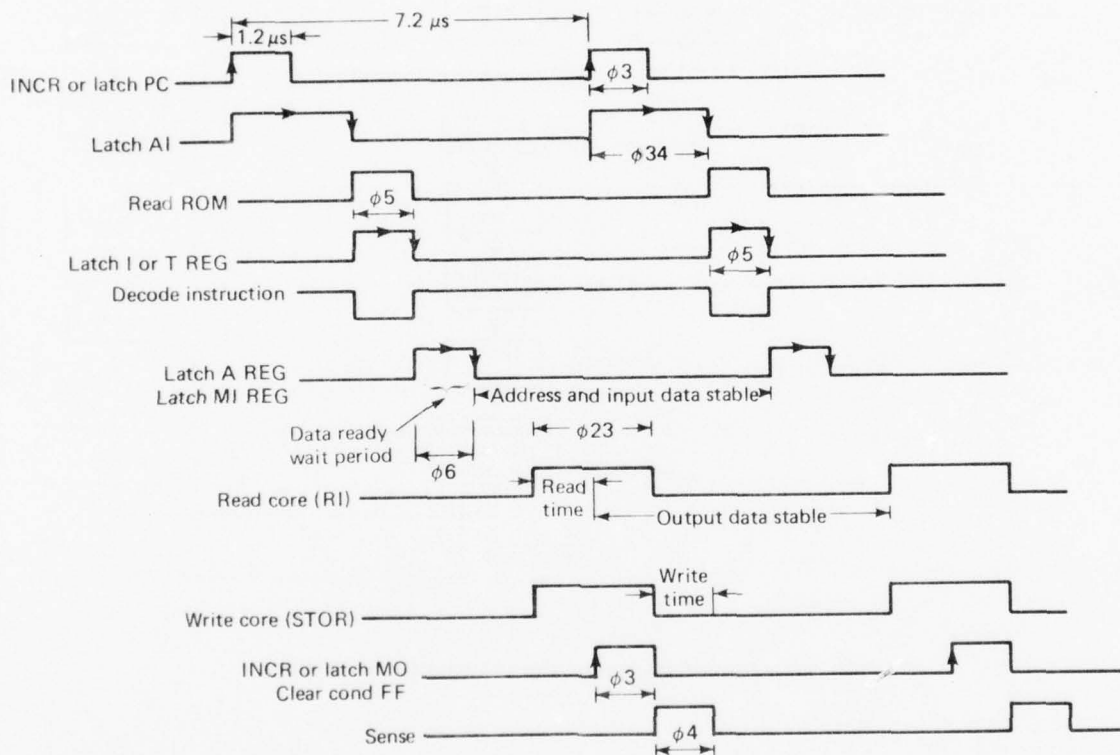 7.2 μs
1.2 μs
INCR or latch PC
ϕ3
Latch AI
ϕ34
Read ROM
ϕ5
Latch I or T REG
ϕ5
Decode instruction
Latch A REG
Latch MI REG
Address and input data stable
Data ready
wait period
ϕ6
ϕ23
Read core (RI)
Read
time
Output data stable
Write core (STOR)
Write
time
INCR or latch MO
Clear cond FF
ϕ3
Sense
ϕ4